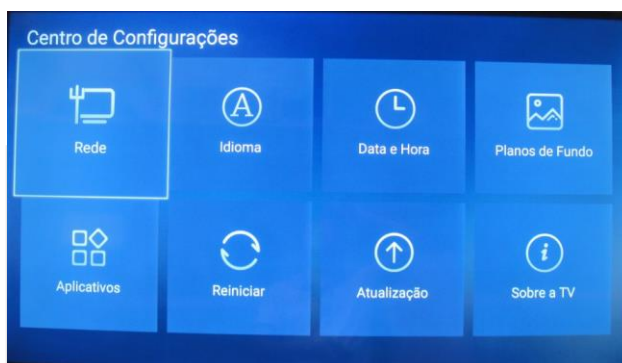 Centro de Configurações
Rede
Idioma
Data e Hora
Planos de Fundo
Aplicativos
Reiniciar
Atualização
Sobre a TV